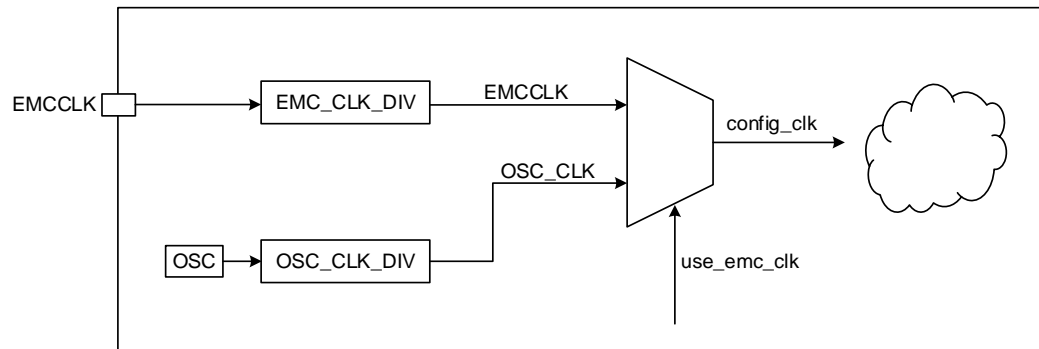 EMCCLK
EMC_CLK_DIV
EMCCLK
config_clk
OSC_CLK
OSC
OSC_CLK_DIV
use_emc_clk